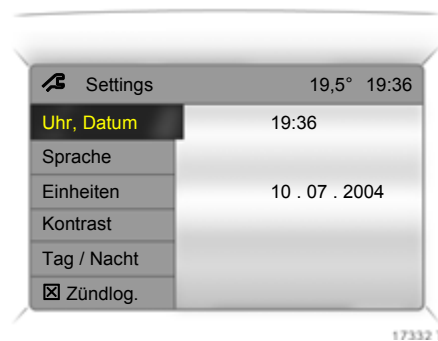 Settings 19,5° 19:36
Uhr, Datum 19:36
Sprache
Einheiten 10 . 07 . 2004
Kontrast
Tag / Nacht
☒ Zündlog.
17332 T